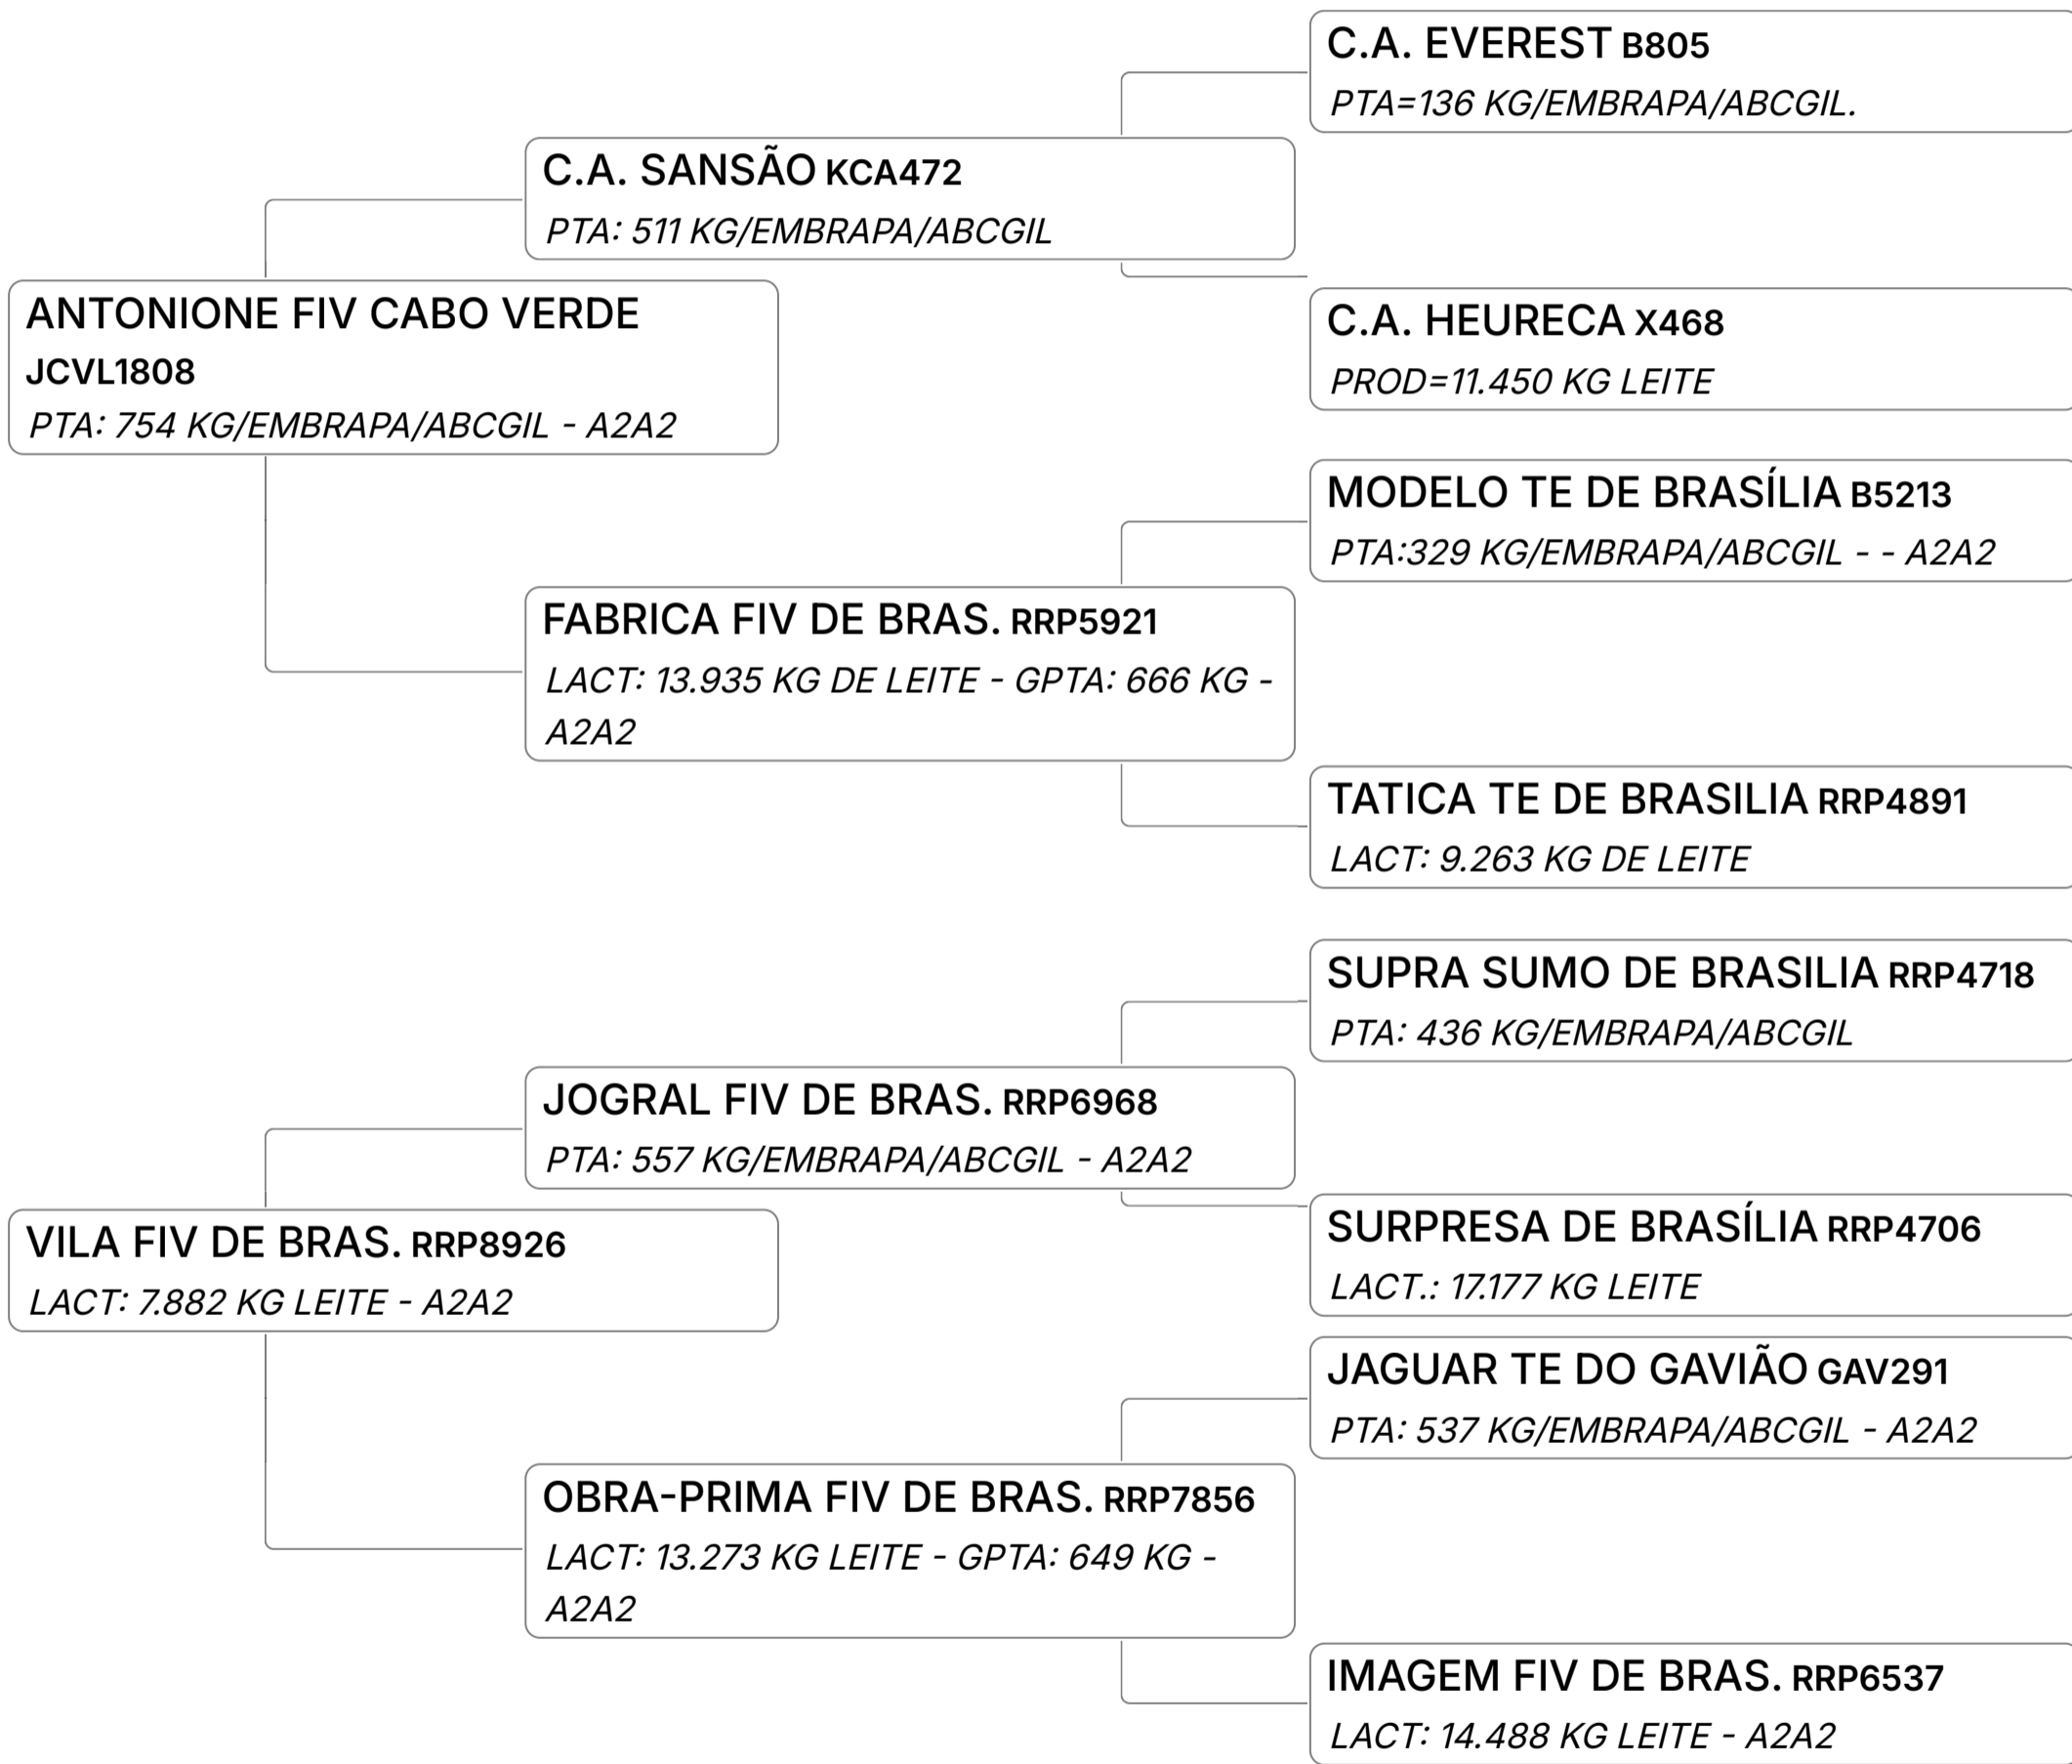 C.A. EVEREST B805
PTA=136 KG/EMBRAPA/ABCGIL.
C.A. SANSÃO KCA472
PTA: 511 KG/EMBRAPA/ABCGIL
ANTONIONE FIV CABO VERDE
JCVL1808
PTA: 754 KG/EMBRAPA/ABCGIL - A2A2
C.A. HEURECA X468
PROD=11.450 KG LEITE
MODELO TE DE BRASÍLIA B5213
PTA:329 KG/EMBRAPA/ABCGIL - - A2A2
FABRICA FIV DE BRAS. RRP5921
LACT: 13.935 KG DE LEITE - GPTA: 666 KG -
A2A2
TATICA TE DE BRASILIA RRP4891
LACT: 9.263 KG DE LEITE
SUPRA SUMO DE BRASILIA RRP4718
PTA: 436 KG/EMBRAPA/ABCGIL
JOGRAL FIV DE BRAS. RRP6968
PTA: 557 KG/EMBRAPA/ABCGIL - A2A2
VILA FIV DE BRAS. RRP8926
LACT: 7.882 KG LEITE - A2A2
SURPRESA DE BRASÍLIA RRP4706
LACT.: 17.177 KG LEITE
JAGUAR TE DO GAVIÃO GAV291
PTA: 537 KG/EMBRAPA/ABCGIL - A2A2
OBRA-PRIMA FIV DE BRAS. RRP7856
LACT: 13.273 KG LEITE - GPTA: 649 KG -
A2A2
IMAGEM FIV DE BRAS. RRP6537
LACT: 14.488 KG LEITE - A2A2